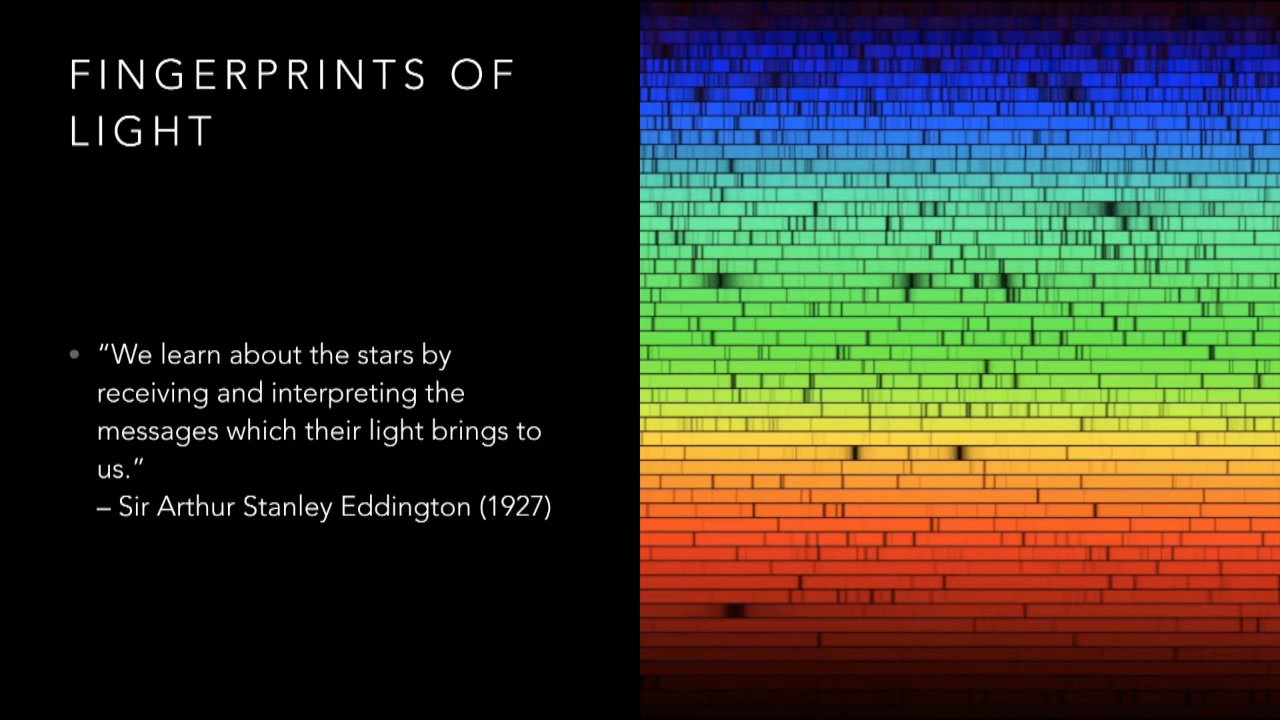 FINGERPRINTS OF
LIGHT
• “We learn about the stars by
receiving and interpreting the
messages which their light brings to
us.”
– Sir Arthur Stanley Eddington (1927)